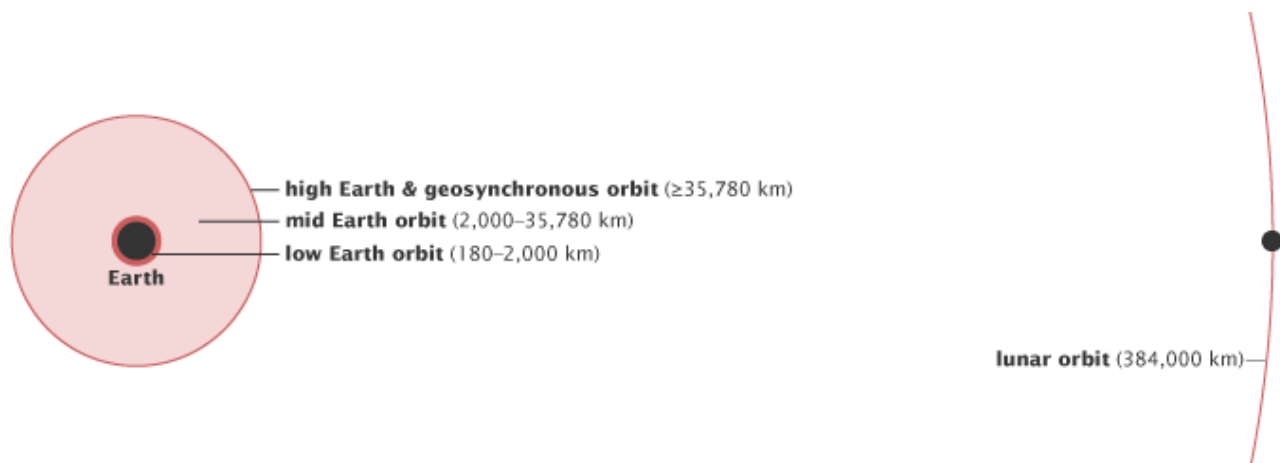 high Earth & geosynchronous orbit (≥35,780 km)
mid Earth orbit (2,000–35,780 km)
low Earth orbit (180–2,000 km)
Earth
lunar orbit (384,000 km)